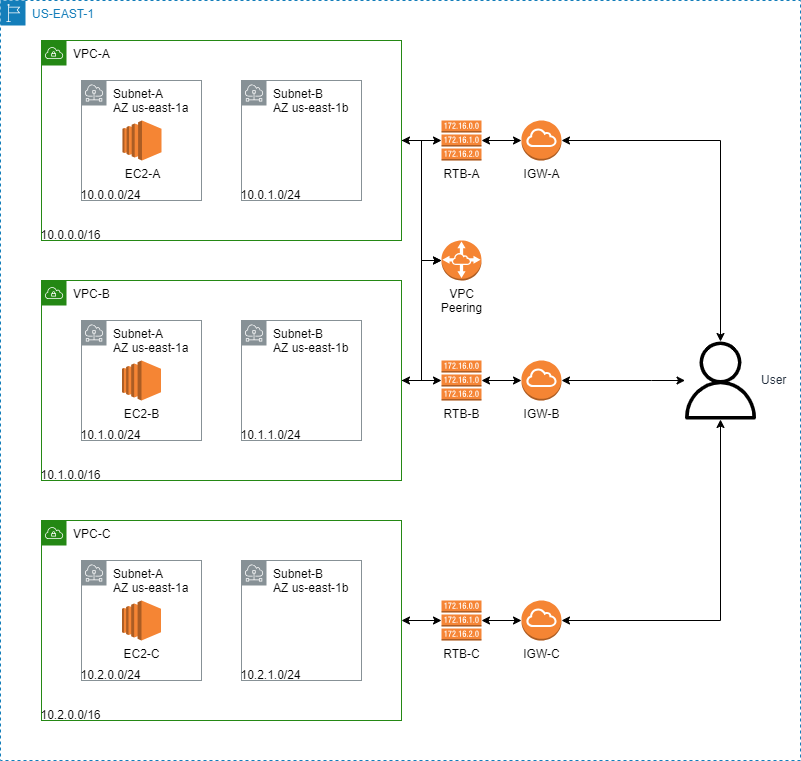 US-EAST-1
VPC-A
Subnet-A
AZ us-east-1a
EC2-A
10.0.0.0/24
Subnet-B
AZ us-east-1b
10.0.1.0/24
10.0.0.0/16
172.16.0.0
172.16.1.0
172.16.2.0
RTB-A
IGW-A
VPC
Peering
VPC-B
Subnet-A
AZ us-east-1a
EC2-B
10.1.0.0/24
Subnet-B
AZ us-east-1b
10.1.1.0/24
10.1.0.0/16
172.16.0.0
172.16.1.0
172.16.2.0
RTB-B
IGW-B
User
VPC-C
Subnet-A
AZ us-east-1a
EC2-C
10.2.0.0/24
Subnet-B
AZ us-east-1b
10.2.1.0/24
10.2.0.0/16
172.16.0.0
172.16.1.0
172.16.2.0
RTB-C
IGW-C